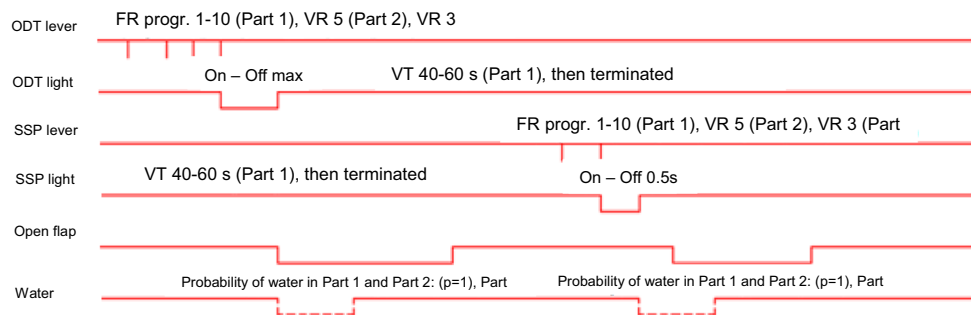 ODT lever FR progr. 1-10 (Part 1), VR 5 (Part 2), VR 3
ODT light On – Off max VT 40-60 s (Part 1), then terminated
SSP lever FR progr. 1-10 (Part 1), VR 5 (Part 2), VR 3 (Part
SSP light VT 40-60 s (Part 1), then terminated On – Off 0.5s
Open flap
Water Probability of water in Part 1 and Part 2: (p=1), Part Probability of water in Part 1 and Part 2: (p=1), Part